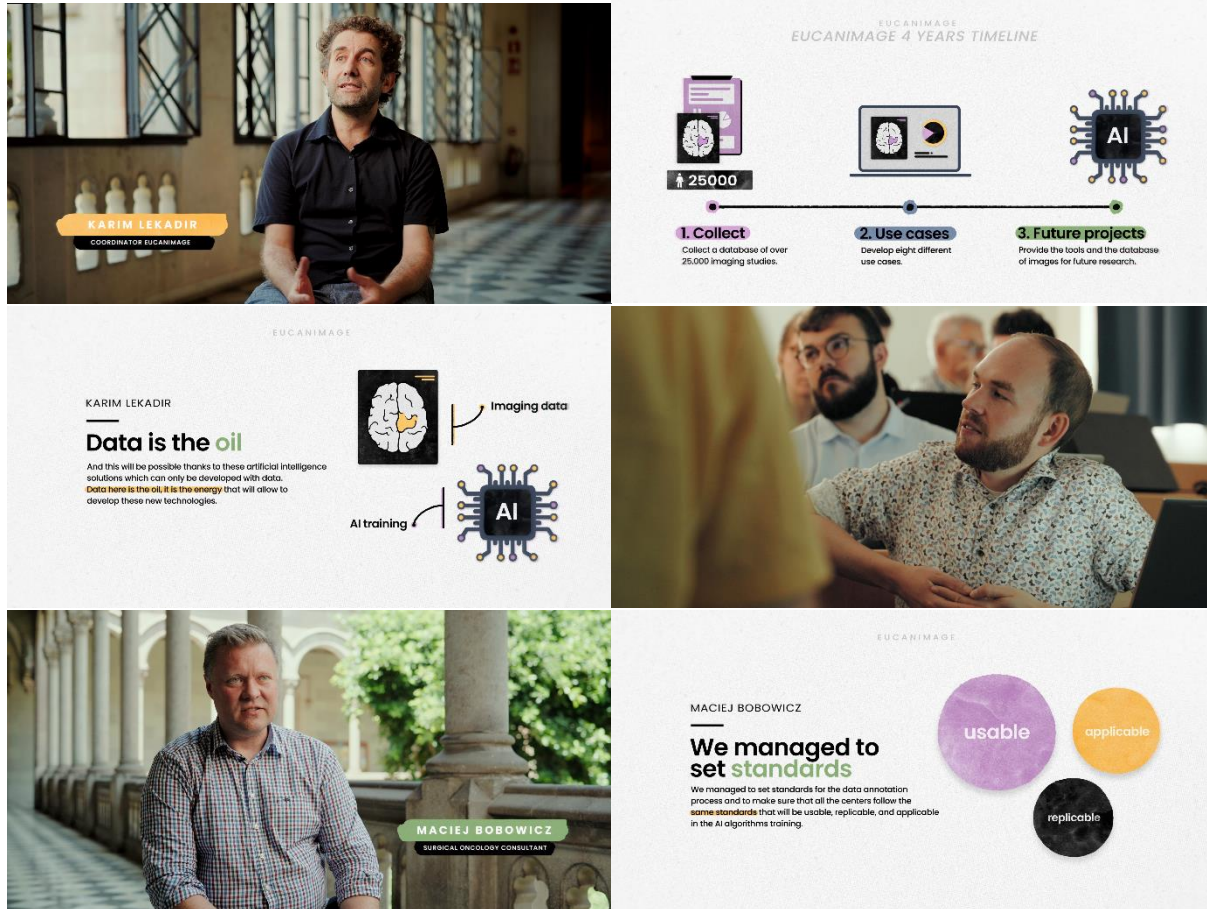 KARIM LEKADIR
COORDINATOR EUCANIMAGE
EUCANIMAGE
EUCANIMAGE 4 YEARS TIMELINE
25000
AI
1. Collect
Collect a database of over
25.000 imaging studies.
2. Use cases
Develop eight different
use cases.
3. Future projects
Provide the tools and the database
of images for future research.
EUCANIMAGE
KARIM LEKADIR
Data is the oil
And this will be possible thanks to these artificial intelligence
solutions which can only be developed with data.
Data here is the oil, it is the energy that will allow to
develop these new technologies.
Imaging data
AI training
AI
MACIEJ BOBOWICZ
SURGICAL ONCOLOGY CONSULTANT
EUCANIMAGE
MACIEJ BOBOWICZ
We managed to
set standards
We managed to set standards for the data annotation
process and to make sure that all the centers follow the
same standards that will be usable, replicable, and applicable
in the AI algorithms training.
usable
applicable
replicable